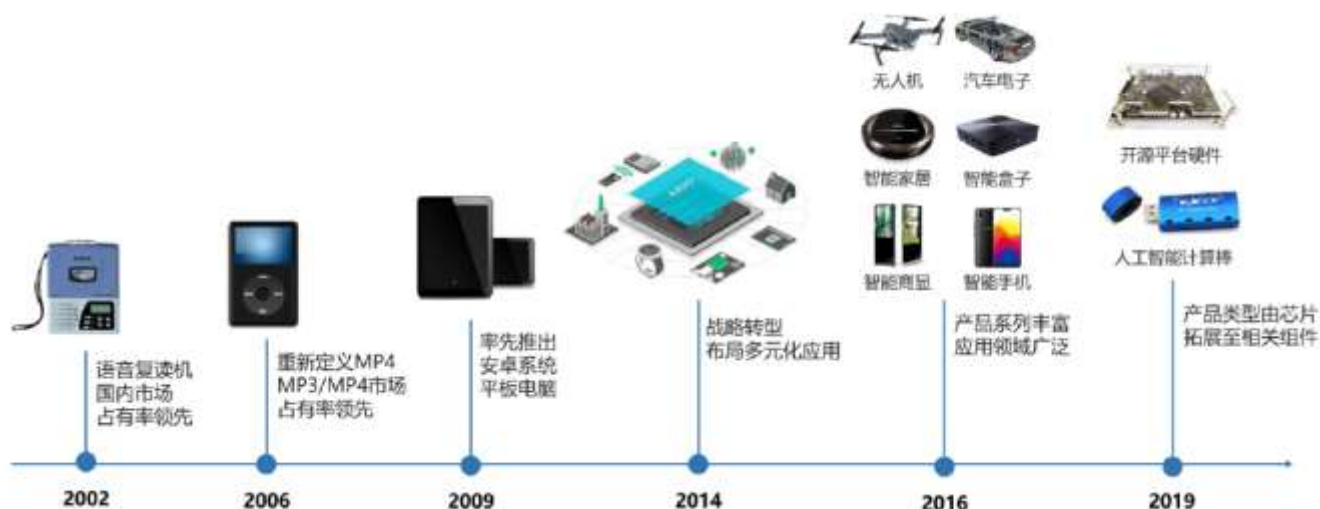 无人机
汽车电子
智能家居
智能盒子
智能商显
智能手机
开源平台硬件
人工智能计算棒
语音复读机
国内市场
占有率领先
重新定义MP4
MP3/MP4市场
占有率领先
率先推出
安卓系统
平板电脑
战略转型
布局多元化应用
产品系列丰富
应用领域广泛
产品类型由芯片
拓展至相关组件
2002
2006
2009
2014
2016
2019